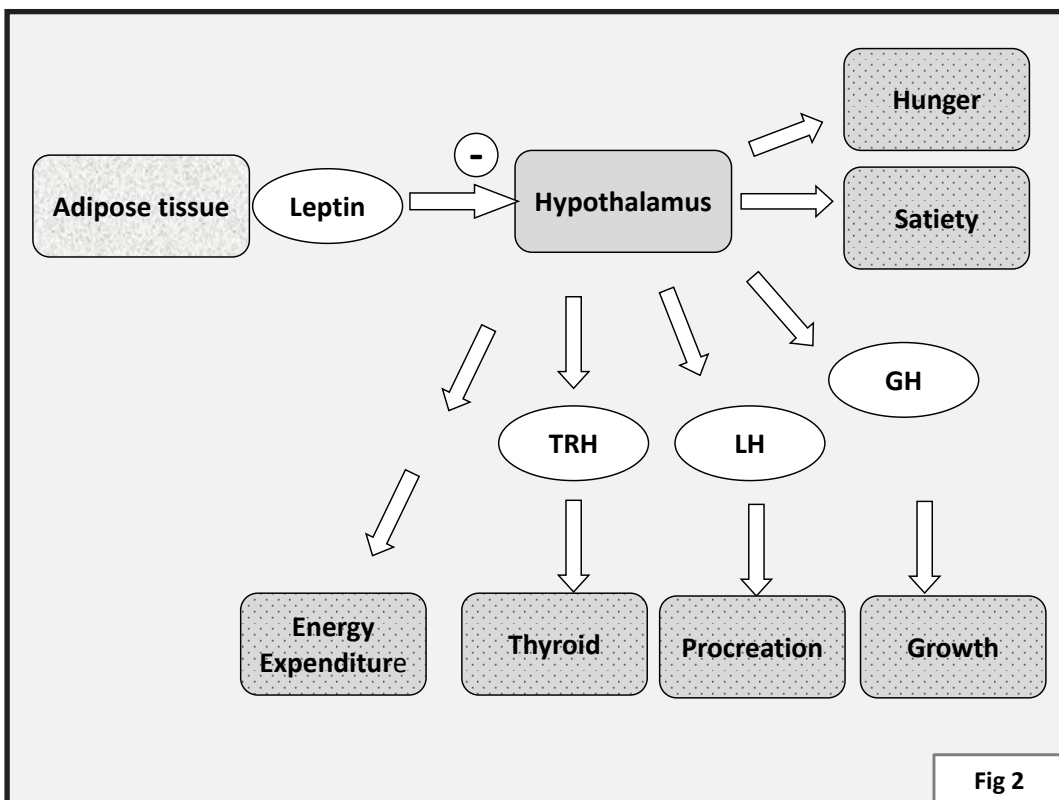 Hunger
-
Adipose tissue
Leptin
Hypothalamus
Satiety
GH
TRH
LH
Energy
Expenditure
Thyroid
Procreation
Growth
Fig 2